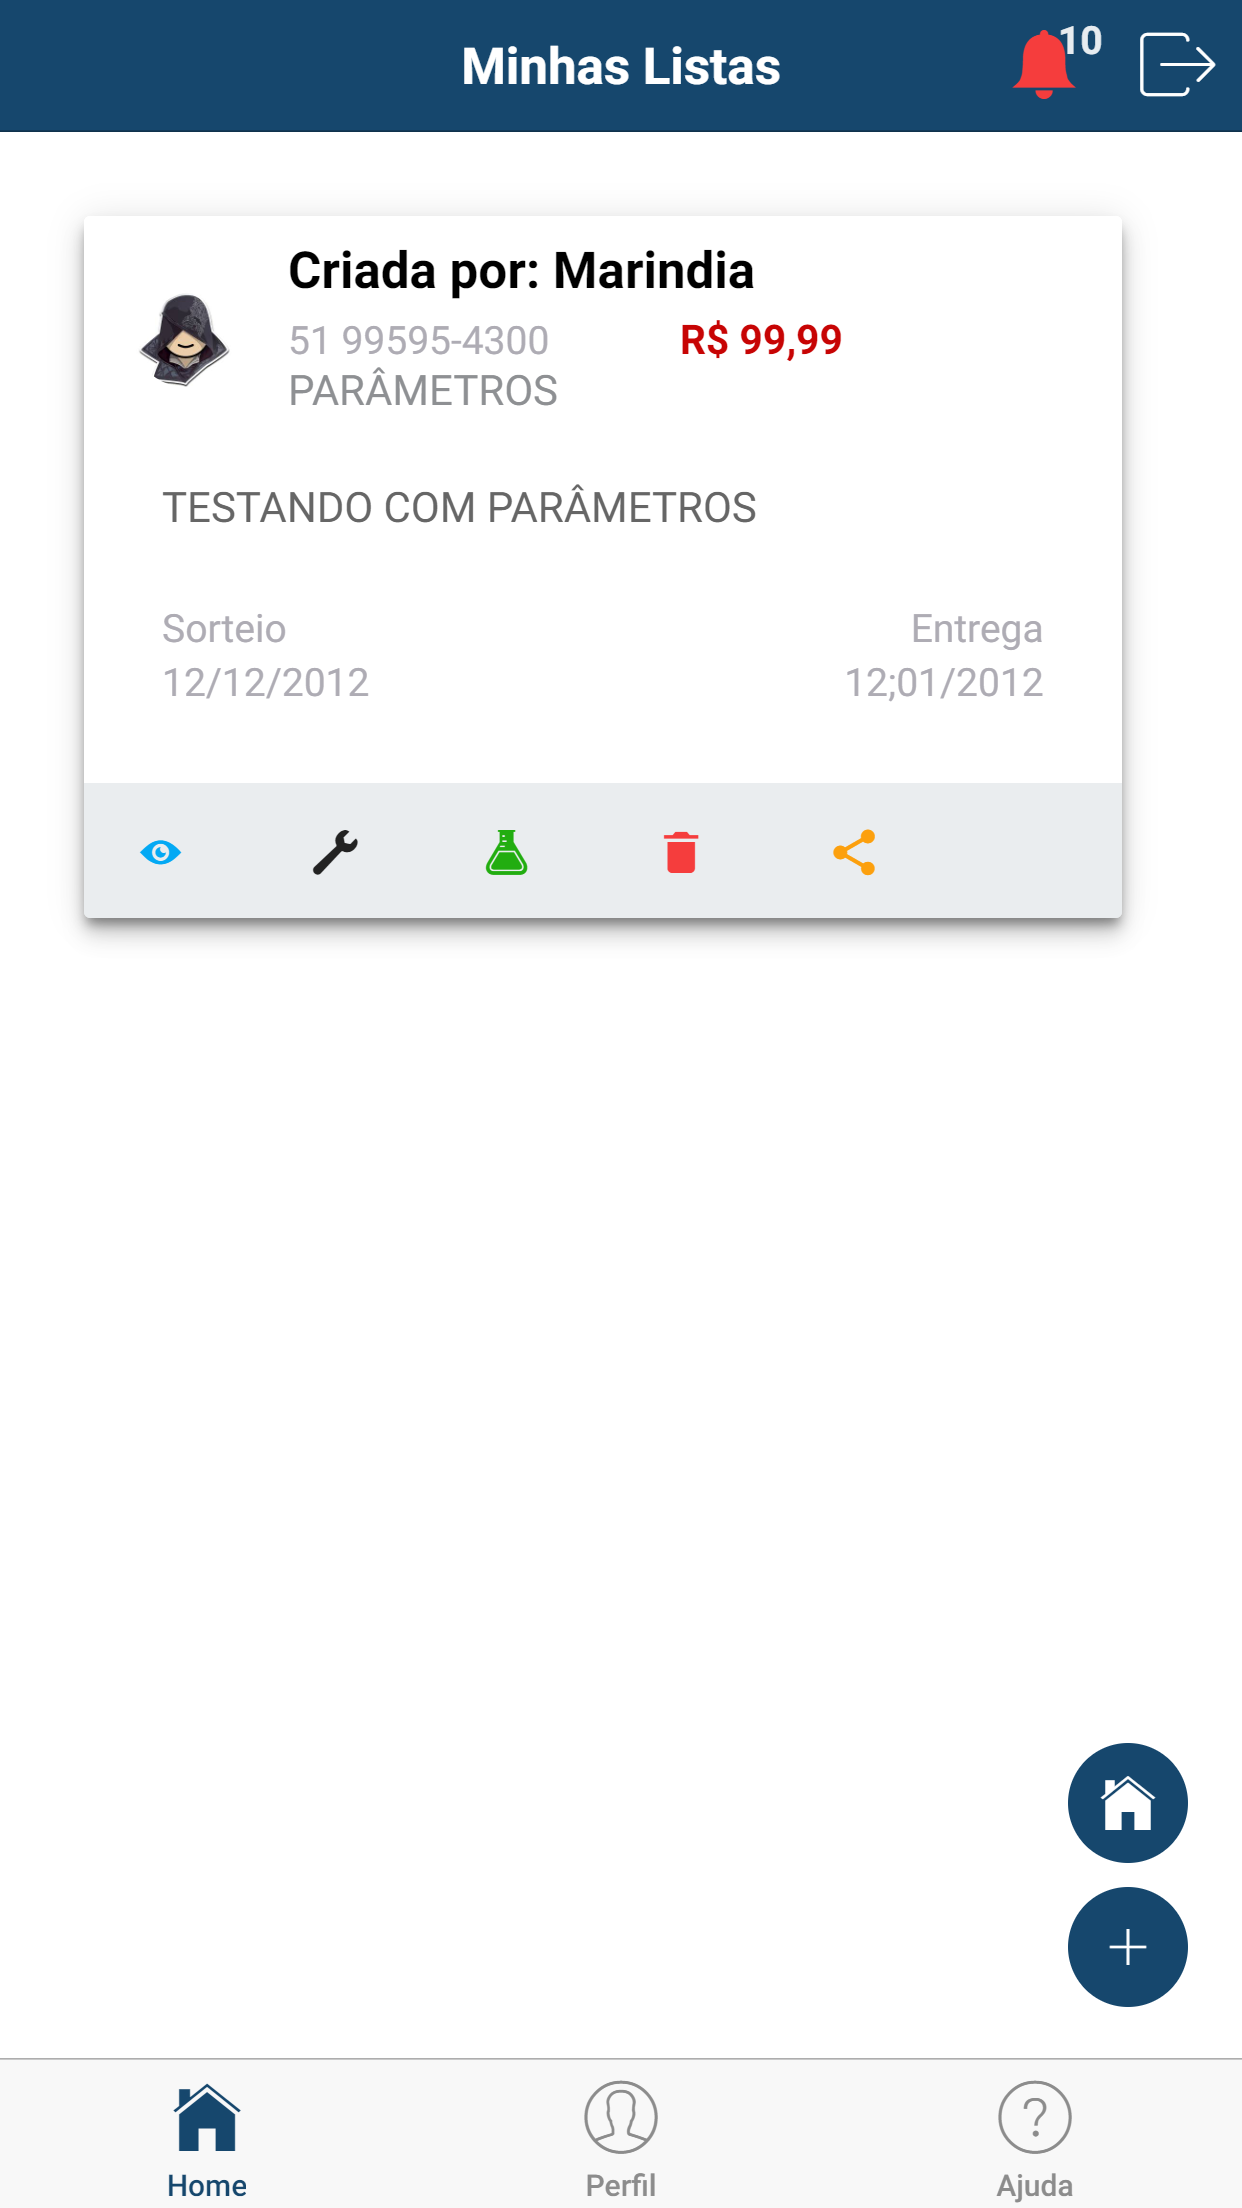 Minhas Listas
10
Criada por: Marindia
51 99595-4300
R$ 99,99
PARÂMETROS
TESTANDO COM PARÂMETROS
Sorteio
Entrega
12/12/2012
12;01/2012
Home
Perfil
Ajuda